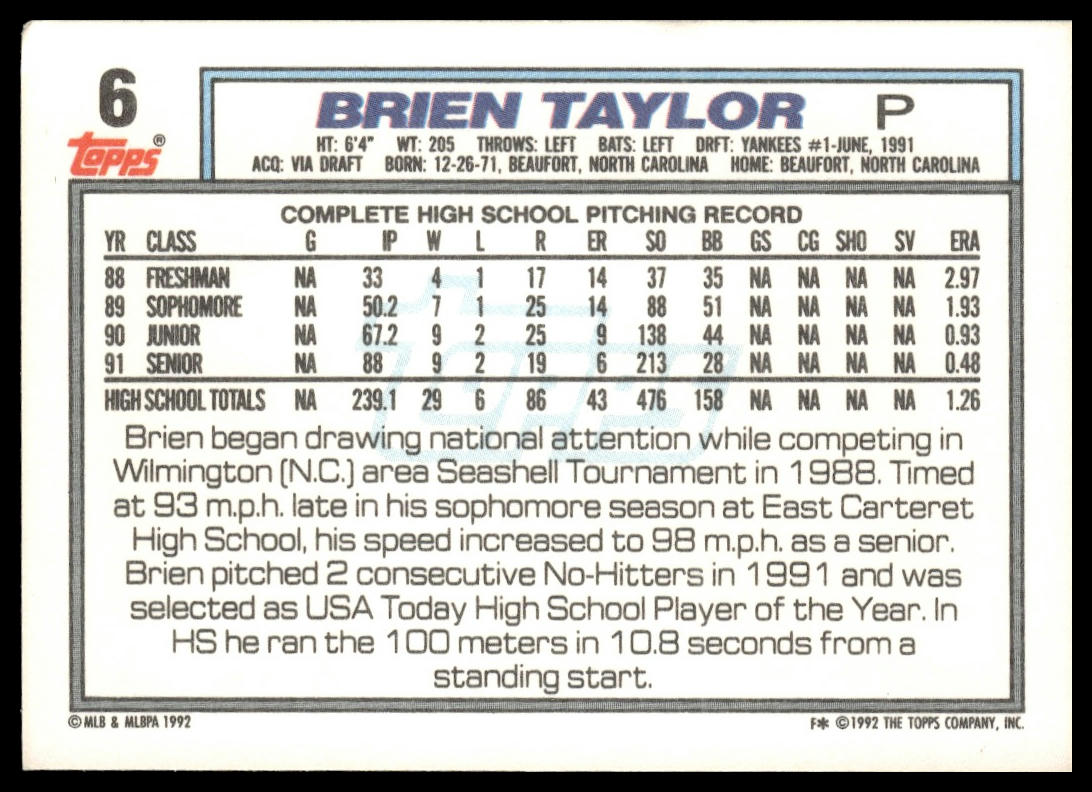 6
topps®
BRIEN TAYLOR P
HT: 6'4" WT: 205 THROWS: LEFT BATS: LEFT DRFT: YANKEES #1-JUNE, 1991
ACQ: VIA DRAFT BORN: 12-26-71, BEAUFORT, NORTH CAROLINA HOME: BEAUFORT, NORTH CAROLINA
COMPLETE HIGH SCHOOL PITCHING RECORD
YR CLASS G IP W L R ER SO BB GS CG SHO SV ERA
88 FRESHMAN NA 33 4 1 17 14 37 35 NA NA NA NA 2.97
89 SOPHOMORE NA 50.2 7 1 25 14 88 51 NA NA NA NA 1.93
90 JUNIOR NA 67.2 9 2 25 9 138 44 NA NA NA NA 0.93
91 SENIOR NA 88 9 2 19 6 213 28 NA NA NA NA 0.48
HIGH SCHOOL TOTALS NA 239.1 29 6 86 43 476 158 NA NA NA NA 1.26
topps
Brien began drawing national attention while competing in
Wilmington (N.C.) area Seashell Tournament in 1988. Timed
at 93 m.p.h. late in his sophomore season at East Carteret
High School, his speed increased to 98 m.p.h. as a senior.
Brien pitched 2 consecutive No-Hitters in 1991 and was
selected as USA Today High School Player of the Year. In
HS he ran the 100 meters in 10.8 seconds from a
standing start.
© MLB & MLBPA 1992 F* © 1992 THE TOPPS COMPANY, INC.